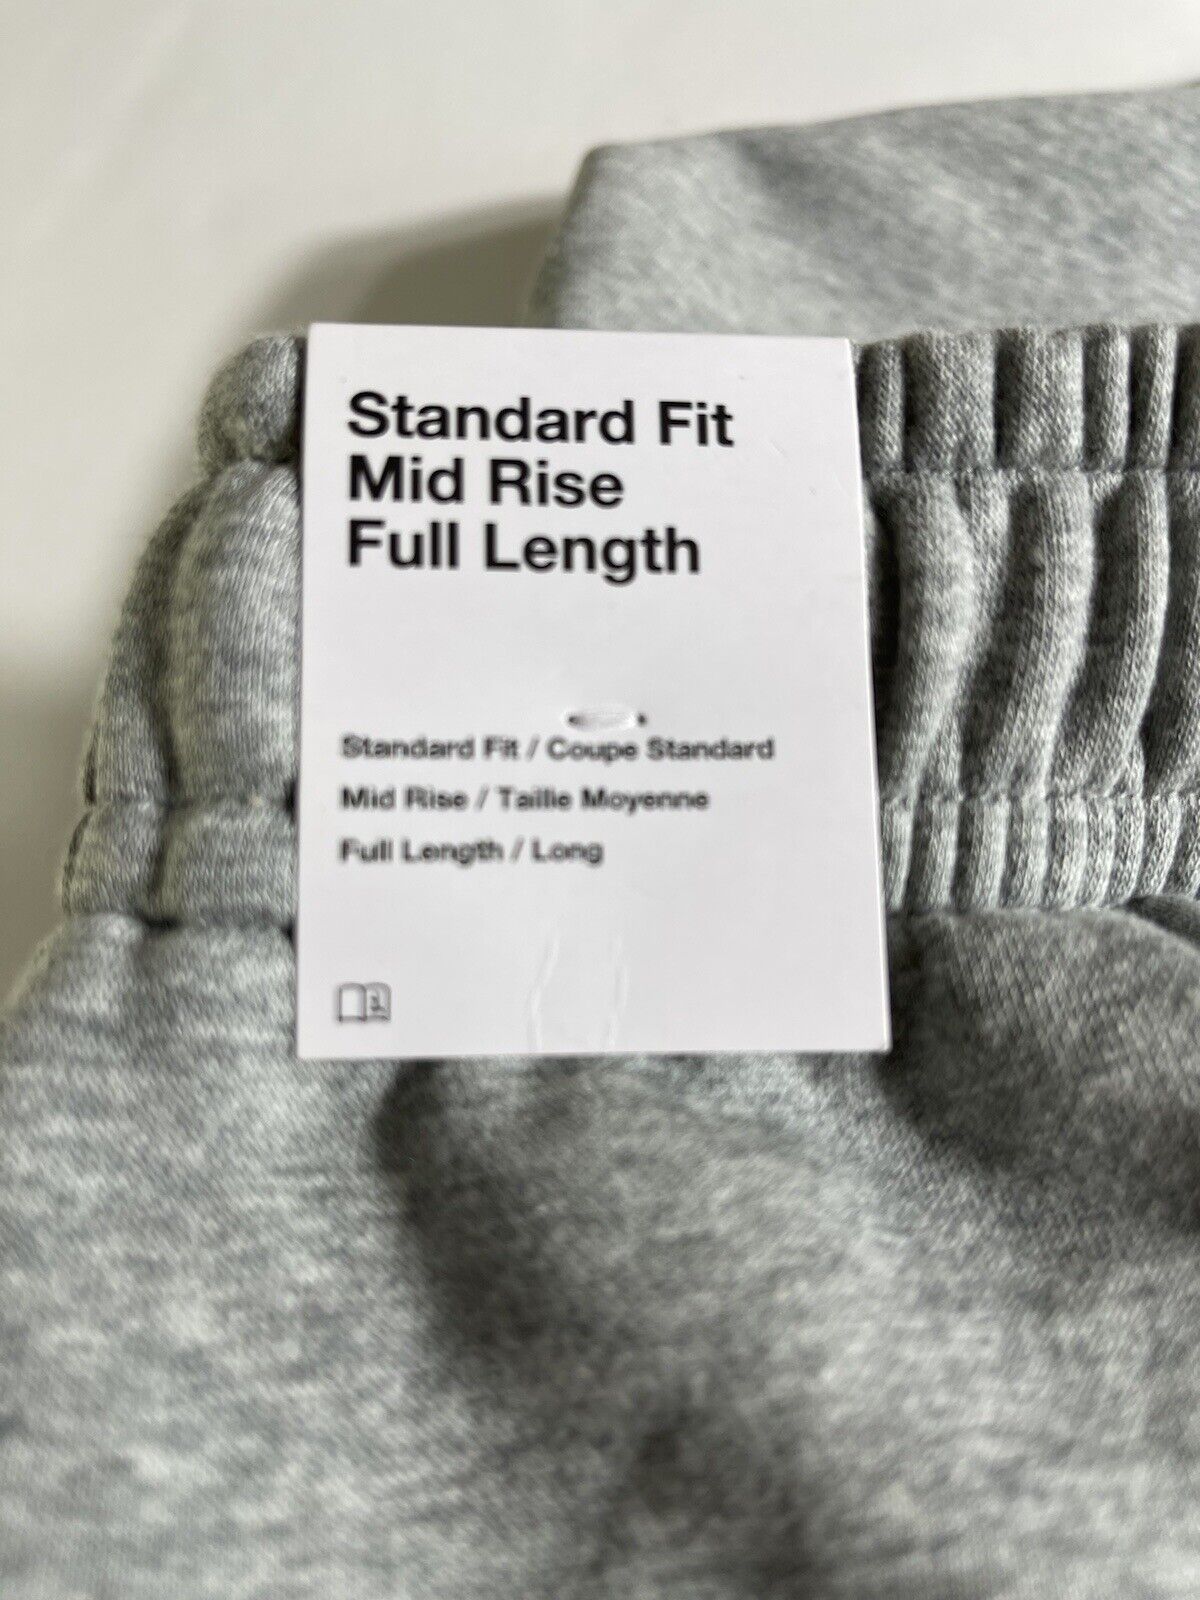 Standard Fit
Mid Rise
Full Length
Standard Fit / Coupe Standard
Mid Rise / Taille Moyenne
Full Length / Long